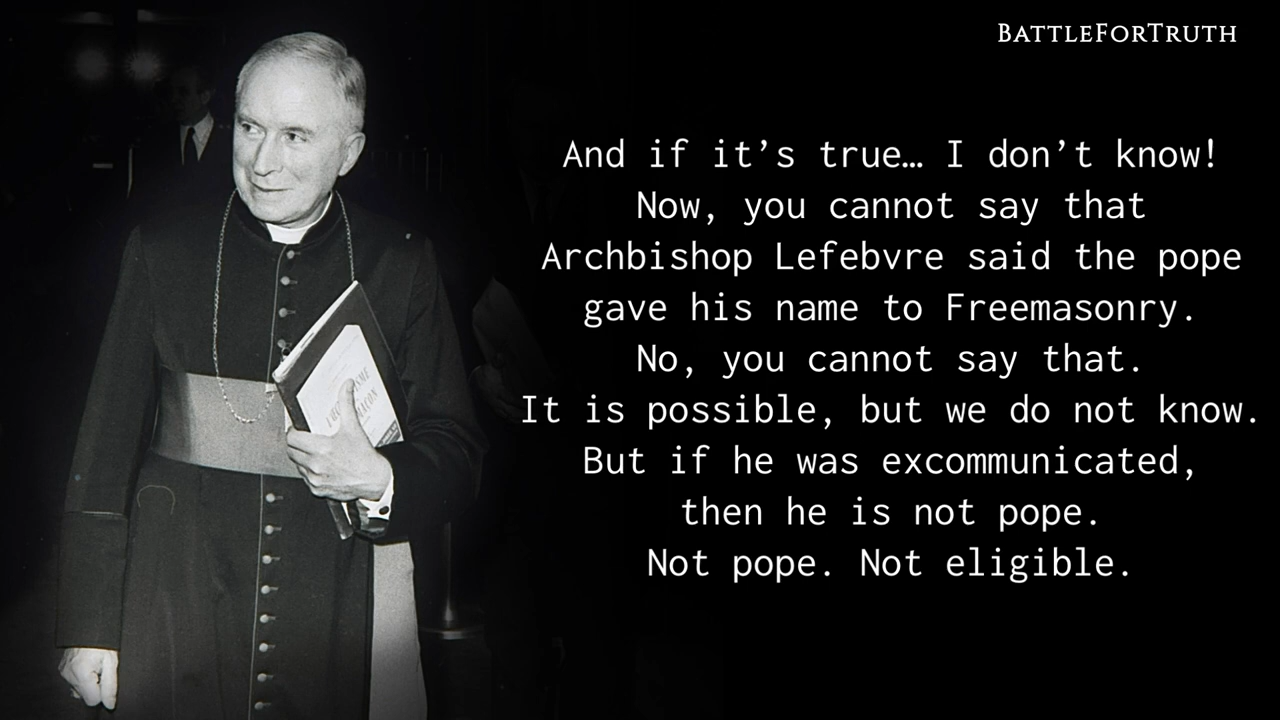 BATTLEFORTRUTH
And if it’s true… I don’t know!
Now, you cannot say that
Archbishop Lefebvre said the pope
gave his name to Freemasonry.
No, you cannot say that.
It is possible, but we do not know.
But if he was excommunicated,
then he is not pope.
Not pope. Not eligible.